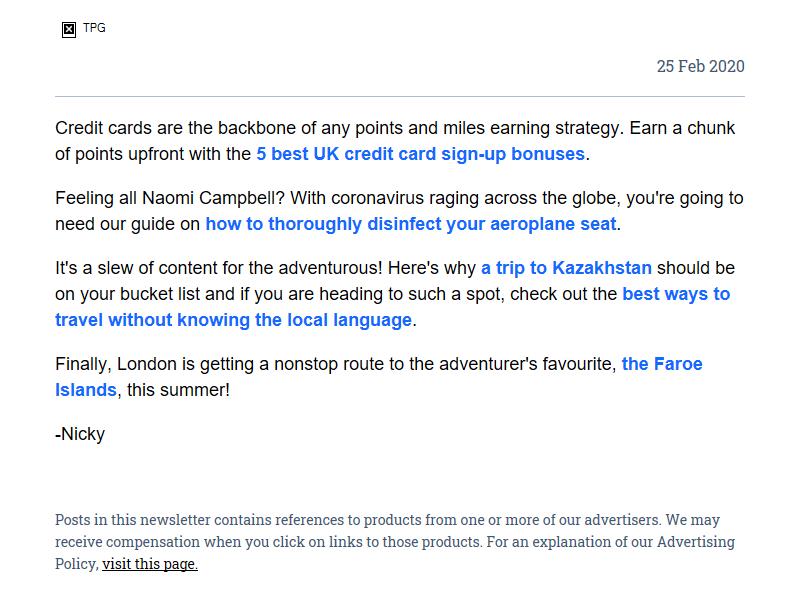 TPG
25 Feb 2020
Credit cards are the backbone of any points and miles earning strategy. Earn a chunk
of points upfront with the 5 best UK credit card sign-up bonuses.
Feeling all Naomi Campbell? With coronavirus raging across the globe, you're going to
need our guide on how to thoroughly disinfect your aeroplane seat.
It's a slew of content for the adventurous! Here's why a trip to Kazakhstan should be
on your bucket list and if you are heading to such a spot, check out the best ways to
travel without knowing the local language.
Finally, London is getting a nonstop route to the adventurer's favourite, the Faroe
Islands, this summer!
-Nicky
Posts in this newsletter contains references to products from one or more of our advertisers. We may
receive compensation when you click on links to those products. For an explanation of our Advertising
Policy, visit this page.